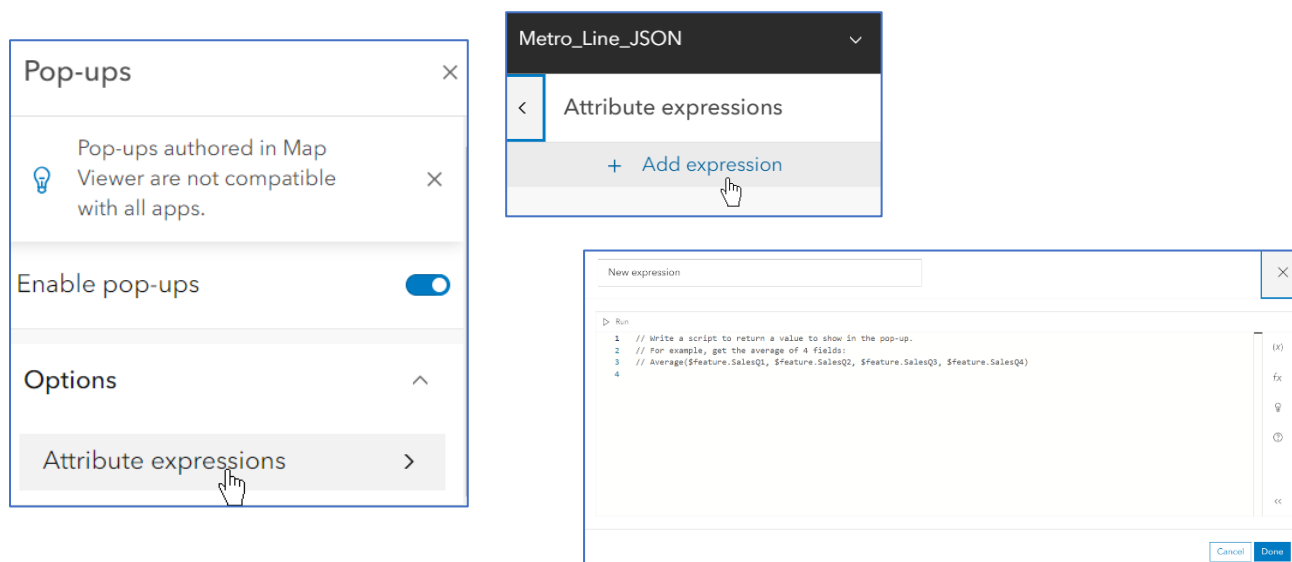 Pop-ups
Pop-ups authored in Map
Viewer are not compatible
with all apps.
Enable pop-ups
Options
Attribute expressions
Metro_Line_JSON
Attribute expressions
+ Add expression
New expression
Run
1 // Write a script to return a value to show in the pop-up.
2 // For example, get the average of 4 fields:
3 // Average($feature.SalesQ1, $feature.SalesQ2, $feature.SalesQ3, $feature.SalesQ4)
4
(x)
fx
Cancel Done